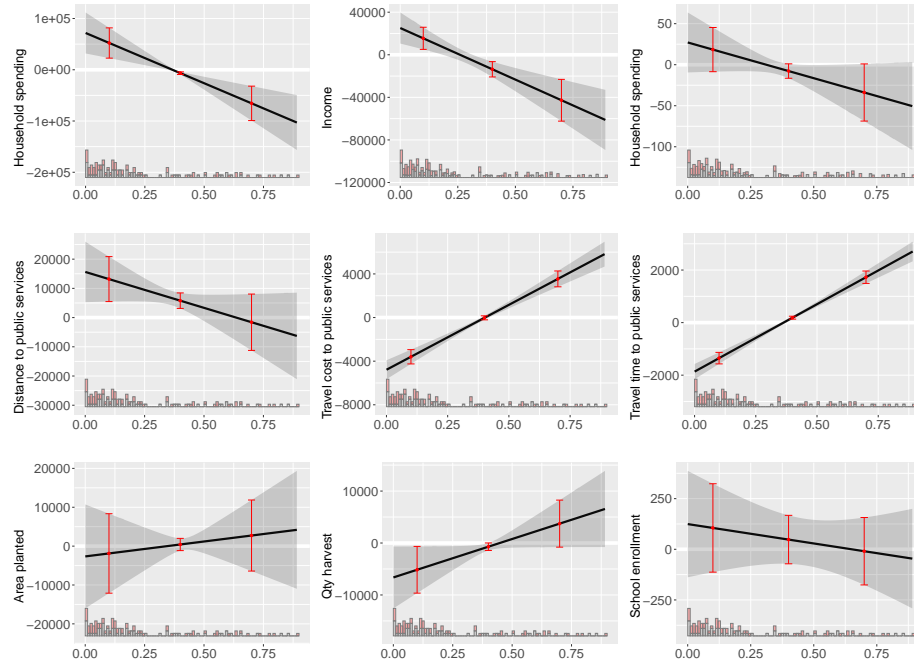 Household spending
1e+05
0e+00
−1e+05
−2e+05
0.00 0.25 0.50 0.75
Income
40000
0
−40000
−80000
−120000
0.00 0.25 0.50 0.75
Household spending
50
0
−50
−100
0.00 0.25 0.50 0.75
Distance to public services
20000
10000
0
−10000
−20000
−30000
0.00 0.25 0.50 0.75
Travel cost to public services
4000
0
−4000
−8000
0.00 0.25 0.50 0.75
Travel time to public services
2000
0
−2000
0.00 0.25 0.50 0.75
Area planted
20000
10000
0
−10000
−20000
0.00 0.25 0.50 0.75
Qty harvest
10000
0
−10000
0.00 0.25 0.50 0.75
School enrollment
250
0
−250
0.00 0.25 0.50 0.75